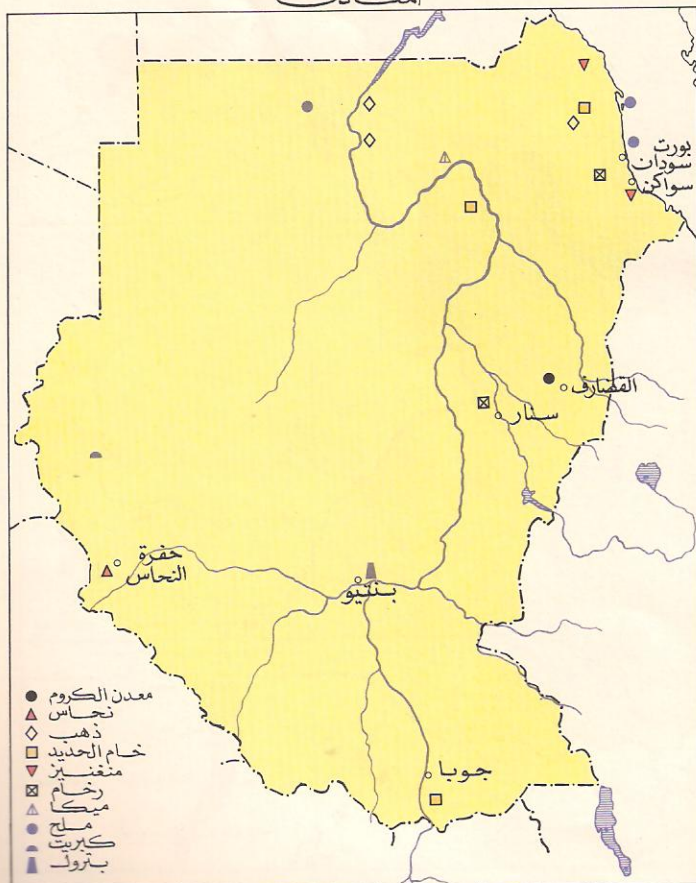 بورت
سودان
سواكن
القضارف
سنار
حفرة
النحاس
بنتيو
جوبا
معدن الكروم
نحاس
ذهب
خام الحديد
منغنيز
رخام
ميكا
ملح
كبريت
بترول